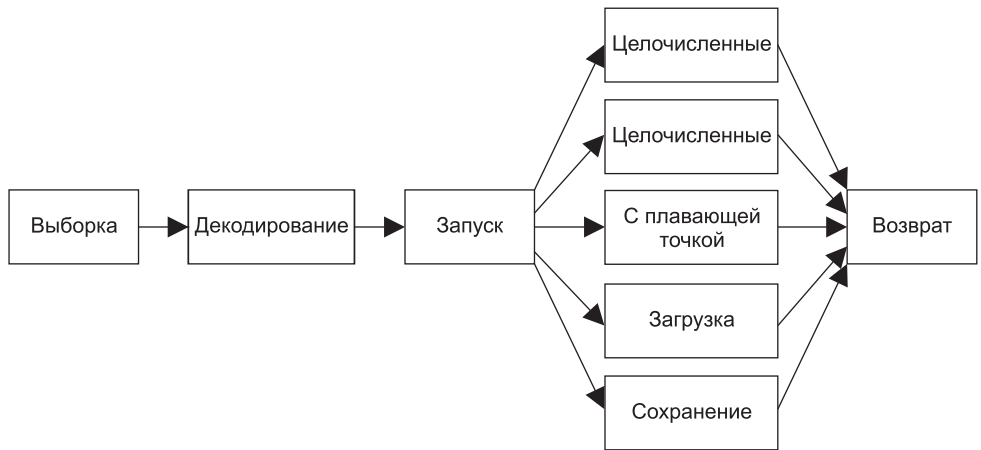 Целочисленные
Целочисленные
Выборка
Декодирование
Запуск
С плавающей
точкой
Возврат
Загрузка
Сохранение